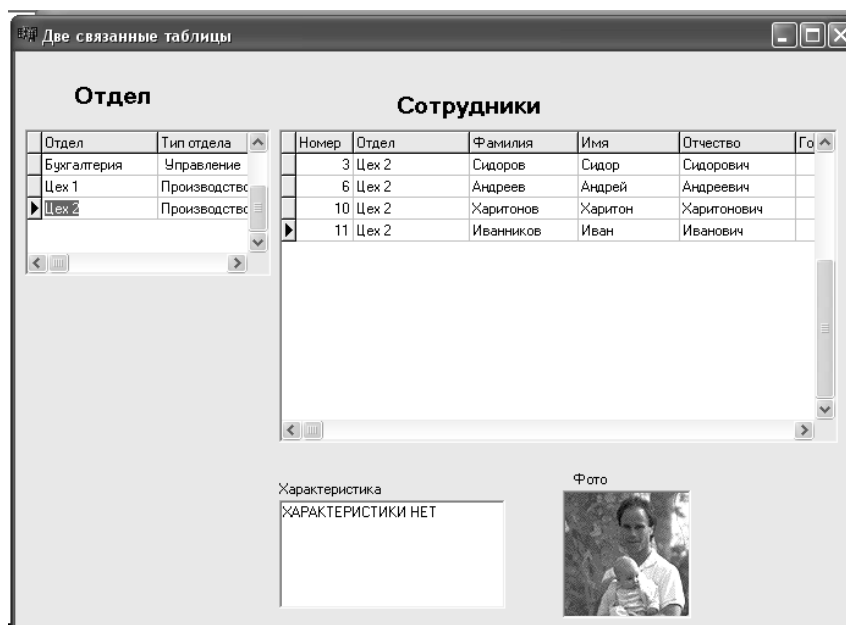 Две связанные таблицы
Отдел
Сотрудники
Отдел Тип отдела
Бухгалтерия Управление
Цех 1 Производство
Цех 2 Производство
Номер Отдел Фамилия Имя Отчество Го
3 Цех 2 Сидоров Сидор Сидорович
6 Цех 2 Андреев Андрей Андреевич
10 Цех 2 Харитонов Харитон Харитонович
11 Цех 2 Иванников Иван Иванович
Характеристика
ХАРАКТЕРИСТИКИ НЕТ
Фото